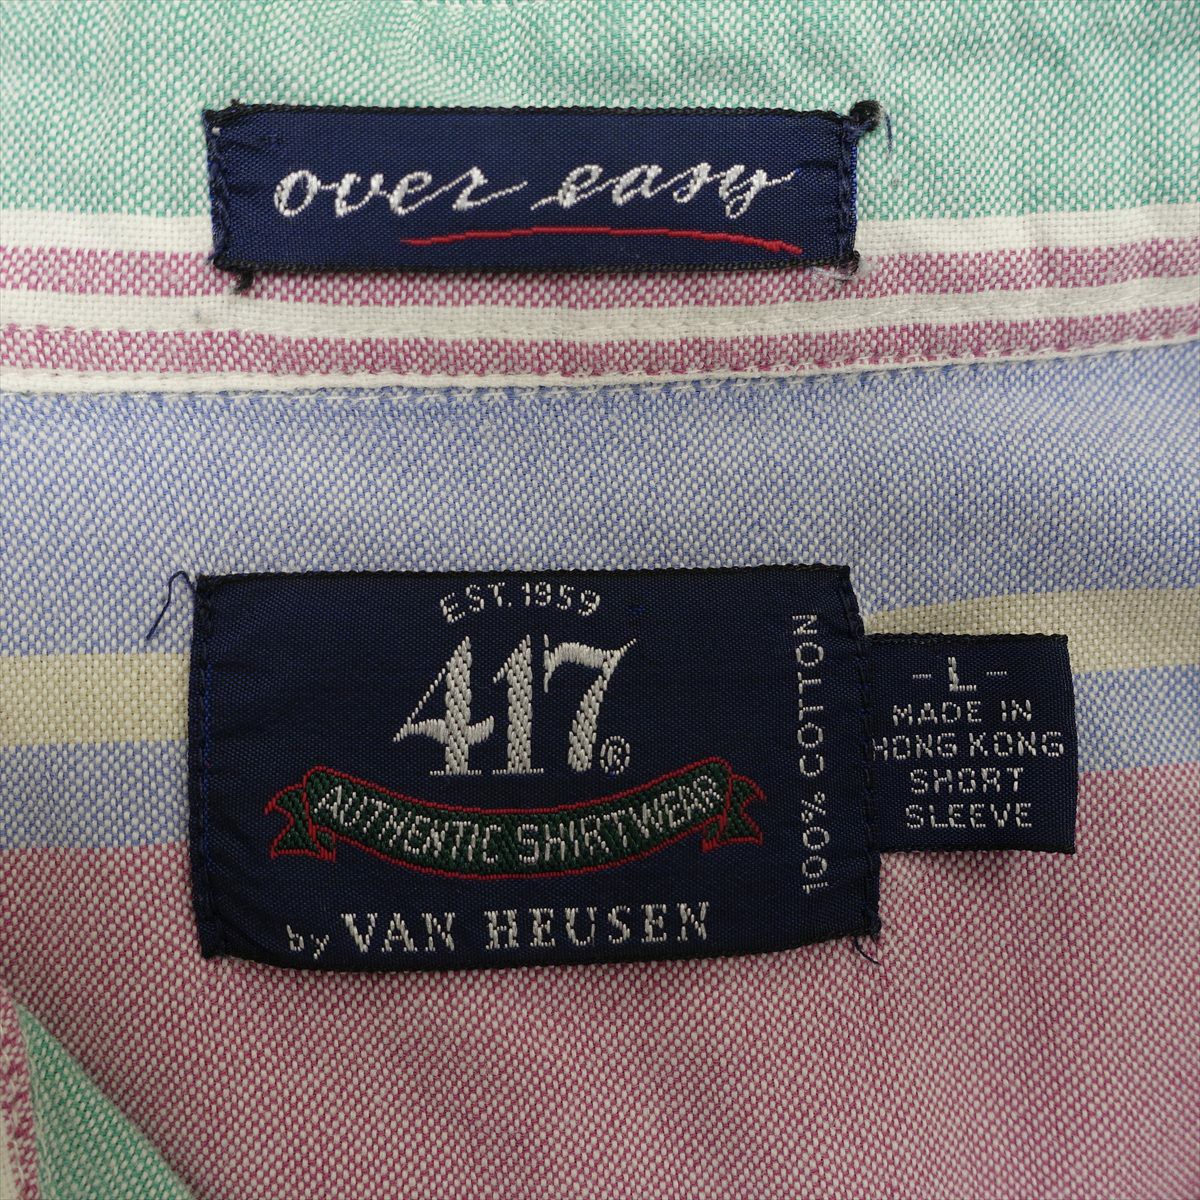 over easy
EST. 1959
417®
AUTHENTIC SHIRTWEAR
by VAN HEUSEN
100% COTTON
-L-
MADE IN
HONG KONG
SHORT
SLEEVE